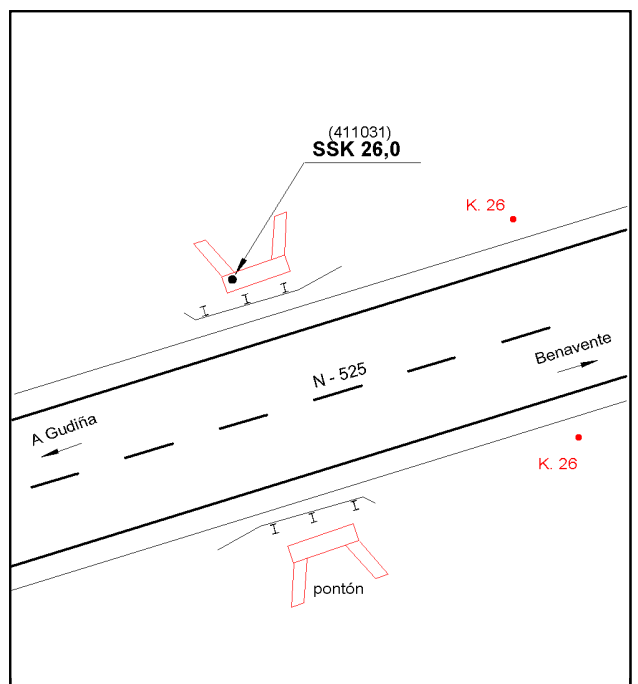 (411031)
SSK 26,0
K. 26
Benavente
N - 525
A Gudiña
K. 26
pontón